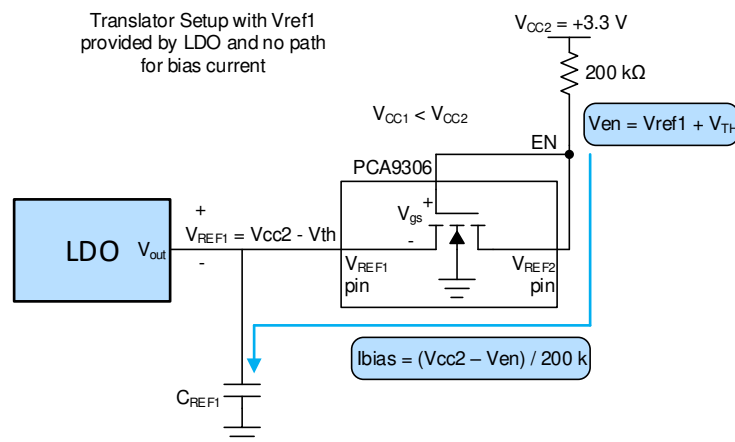 Translator Setup with Vref1
provided by LDO and no path
for bias current
VCC2 = +3.3 V
200 kΩ
VCC1 < VCC2
Ven = Vref1 + VTH
EN
PCA9306
Vgs
+
-
LDO
Vout
+
VREF1 = Vcc2 - Vth
-
VREF1
pin
VREF2
pin
Ibias = (Vcc2 – Ven) / 200 k
CREF1